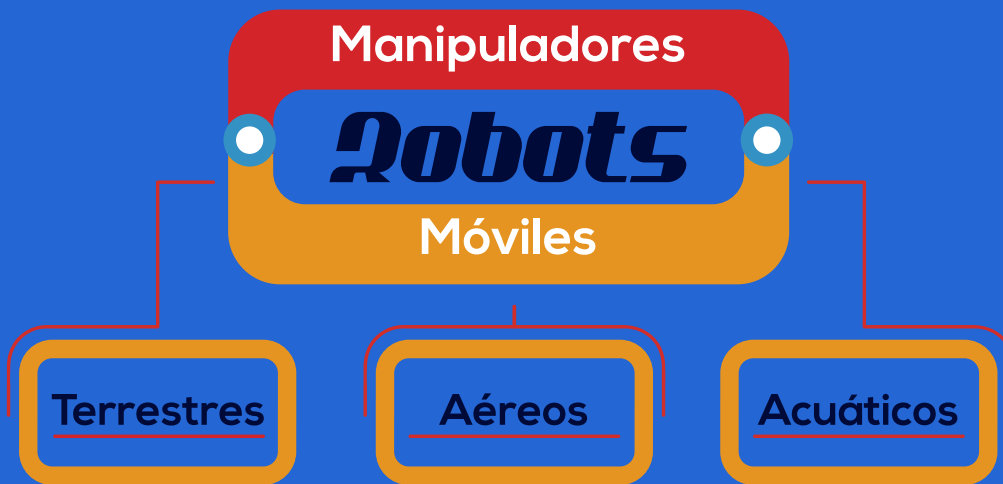 Manipuladores
Robots
Móviles
Terrestres
Aéreos
Acuáticos